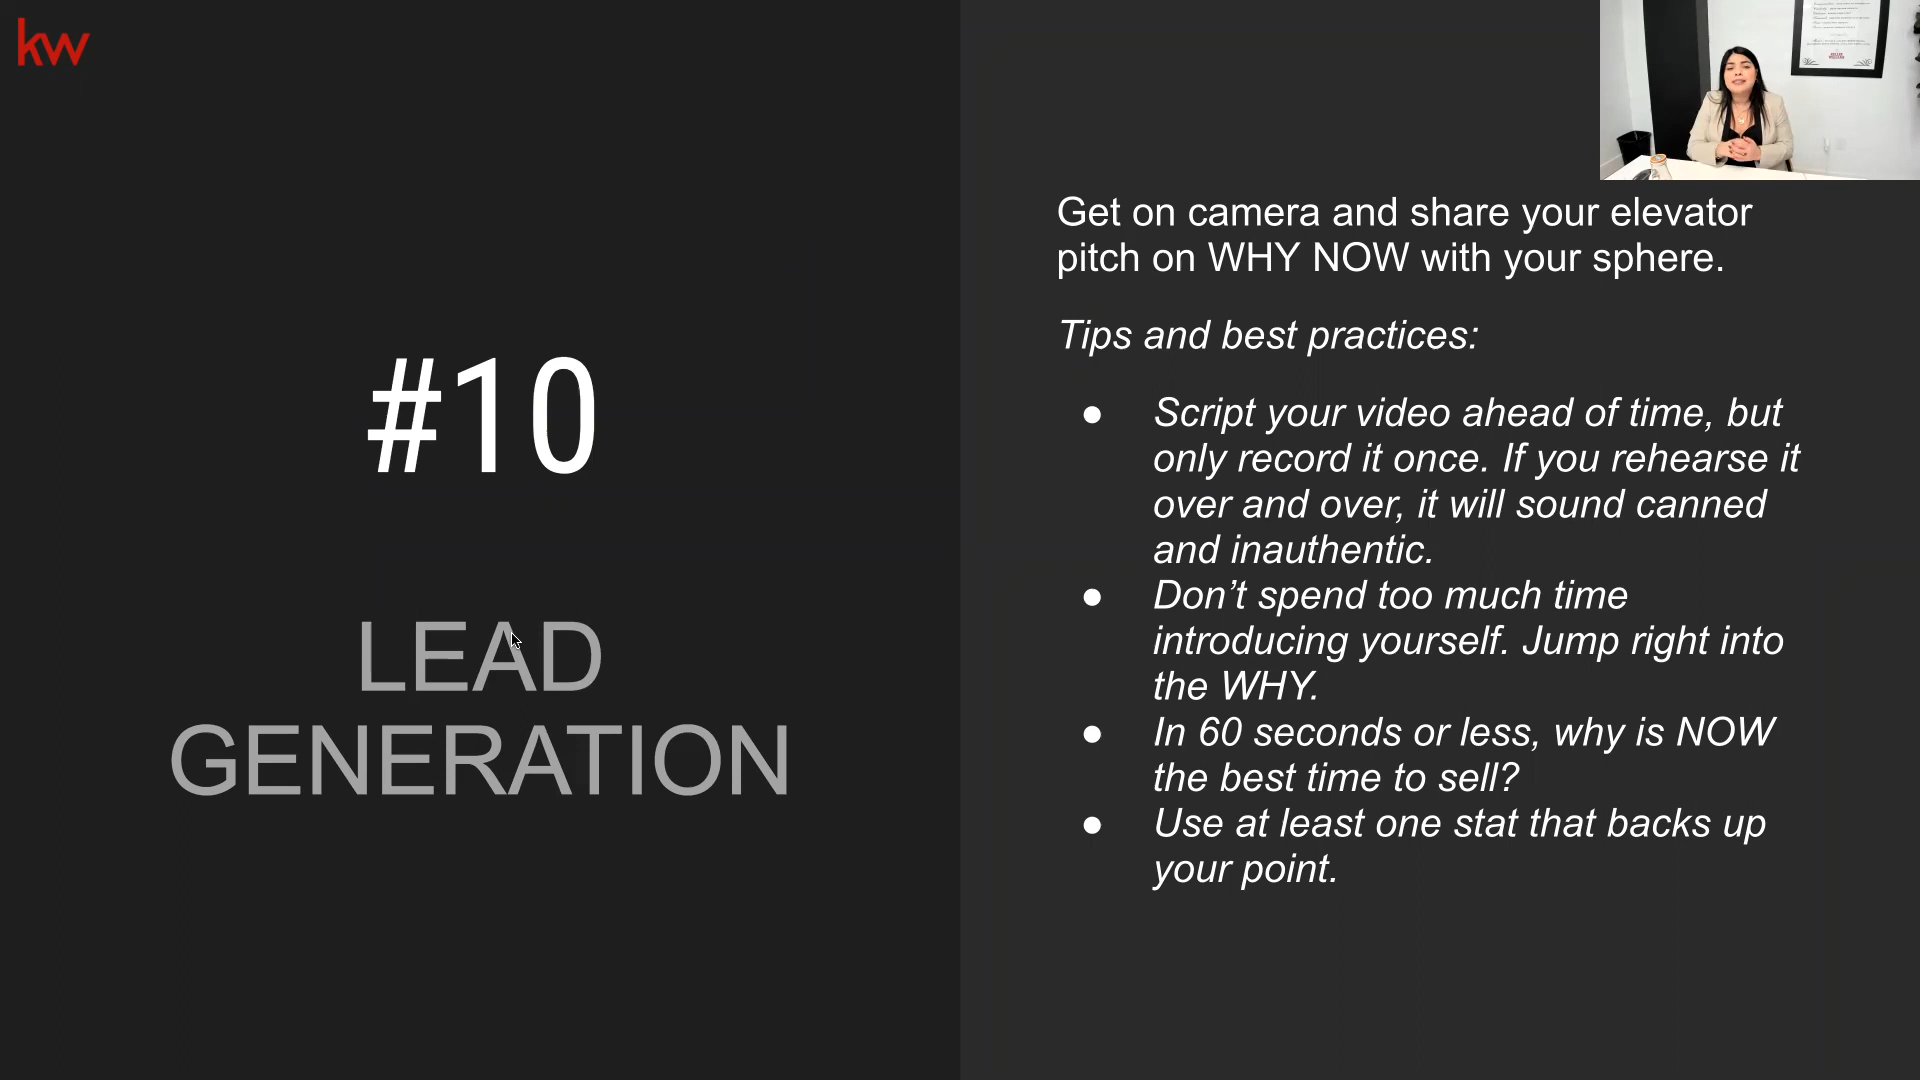 kw
#10
LEAD
GENERATION
Get on camera and share your elevator
pitch on WHY NOW with your sphere.
Tips and best practices:
● Script your video ahead of time, but
only record it once. If you rehearse it
over and over, it will sound canned
and inauthentic.
● Don’t spend too much time
introducing yourself. Jump right into
the WHY.
● In 60 seconds or less, why is NOW
the best time to sell?
● Use at least one stat that backs up
your point.